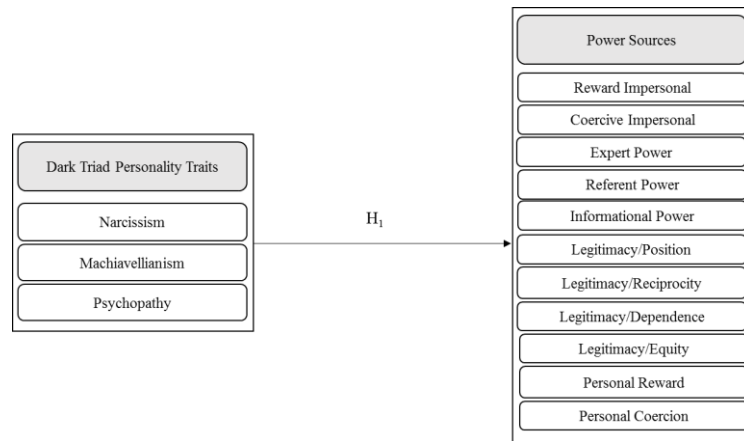 Dark Triad Personality Traits
Narcissism
Machiavellianism
Psychopathy
H₁
Power Sources
Reward Impersonal
Coercive Impersonal
Expert Power
Referent Power
Informational Power
Legitimacy/Position
Legitimacy/Reciprocity
Legitimacy/Dependence
Legitimacy/Equity
Personal Reward
Personal Coercion